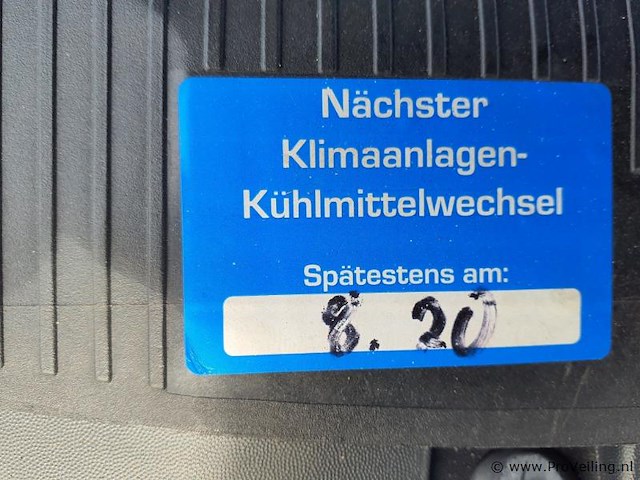 Nächster
Klimaanlagen-
Kühlmittelwechsel
Spätestens am:
8. 20
© www.ProVeiling.nl